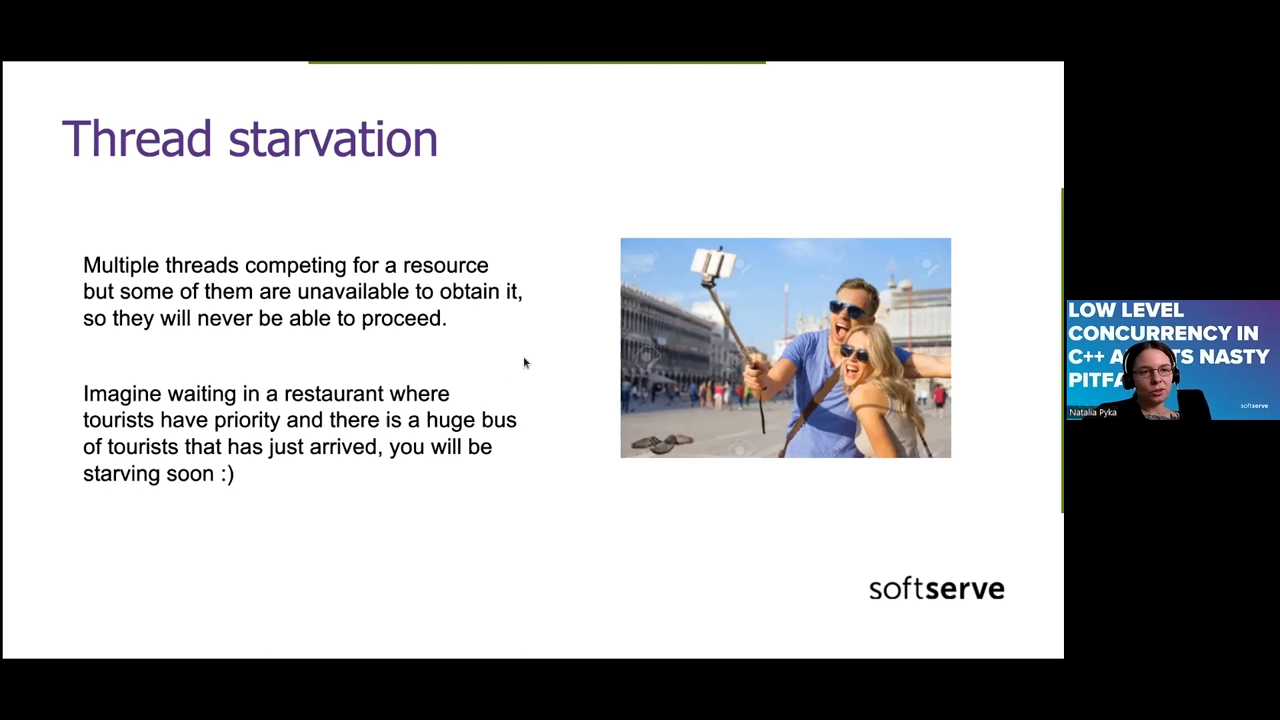 Thread starvation
Multiple threads competing for a resource
but some of them are unavailable to obtain it,
so they will never be able to proceed.
Imagine waiting in a restaurant where
tourists have priority and there is a huge bus
of tourists that has just arrived, you will be
starving soon :)
softserve
LOW LEVEL
CONCURRENCY IN
C++ A TS NASTY
PITFA
softserve
Natalia Pyka